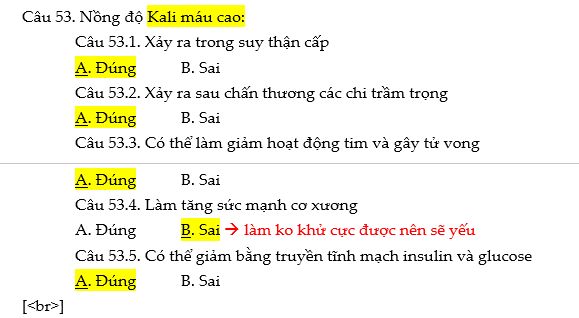 Câu 53. Nồng độ Kali máu cao:
Câu 53.1. Xảy ra trong suy thận cấp
A. Đúng B. Sai
Câu 53.2. Xảy ra sau chấn thương các chi trầm trọng
A. Đúng B. Sai
Câu 53.3. Có thể làm giảm hoạt động tim và gây tử vong
A. Đúng B. Sai
Câu 53.4. Làm tăng sức mạnh cơ xương
A. Đúng B. Sai → làm ko khử cực được nên sẽ yếu
Câu 53.5. Có thể giảm bằng truyền tĩnh mạch insulin và glucose
A. Đúng B. Sai
[<br>]